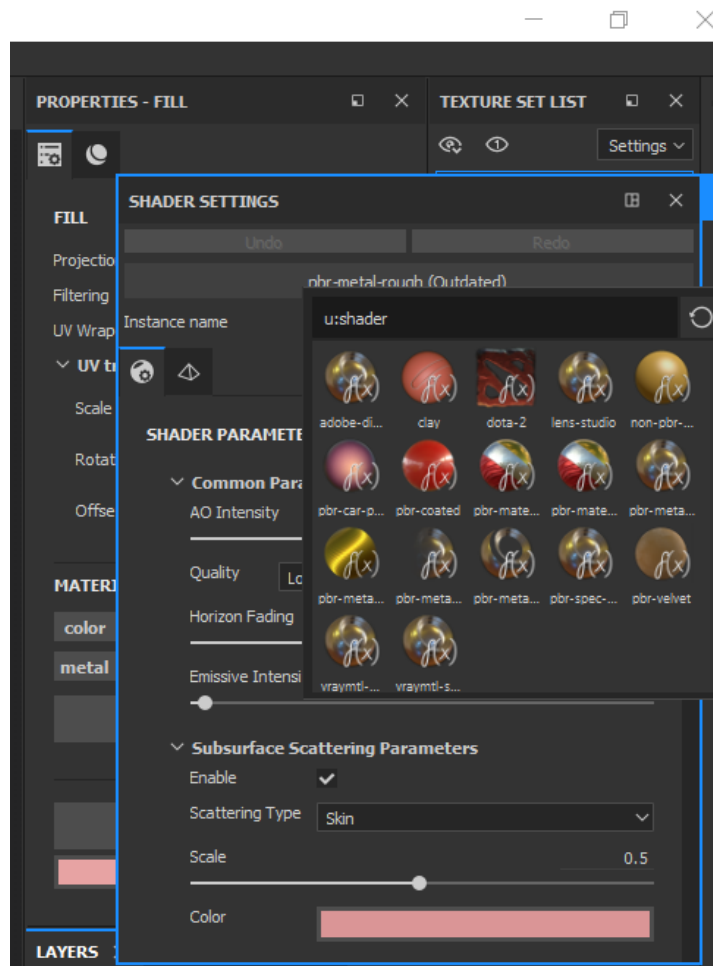 PROPERTIES - FILL
TEXTURE SET LIST
Settings
SHADER SETTINGS
FILL
Undo
Redo
Projectio
pbr-metal-rough (Outdated)
Filtering
Instance name
u:shader
UV Wrap
UV t
Scale
adobe-di...
clay
dota-2
lens-studio
non-pbr-...
SHADER PARAMETE
Rotat
Common Para
pbr-car-p...
pbr-coated
pbr-mate...
pbr-mate...
pbr-meta...
Offse
AO Intensity
Quality
Lo
MATERI
pbr-meta...
pbr-meta...
pbr-meta...
pbr-spec-...
pbr-velvet
color
Horizon Fading
metal
Emissive Intensi
vraymtl-...
vraymtl-s...
Subsurface Scattering Parameters
Enable
Scattering Type
Skin
Scale
0.5
Color
LAYERS